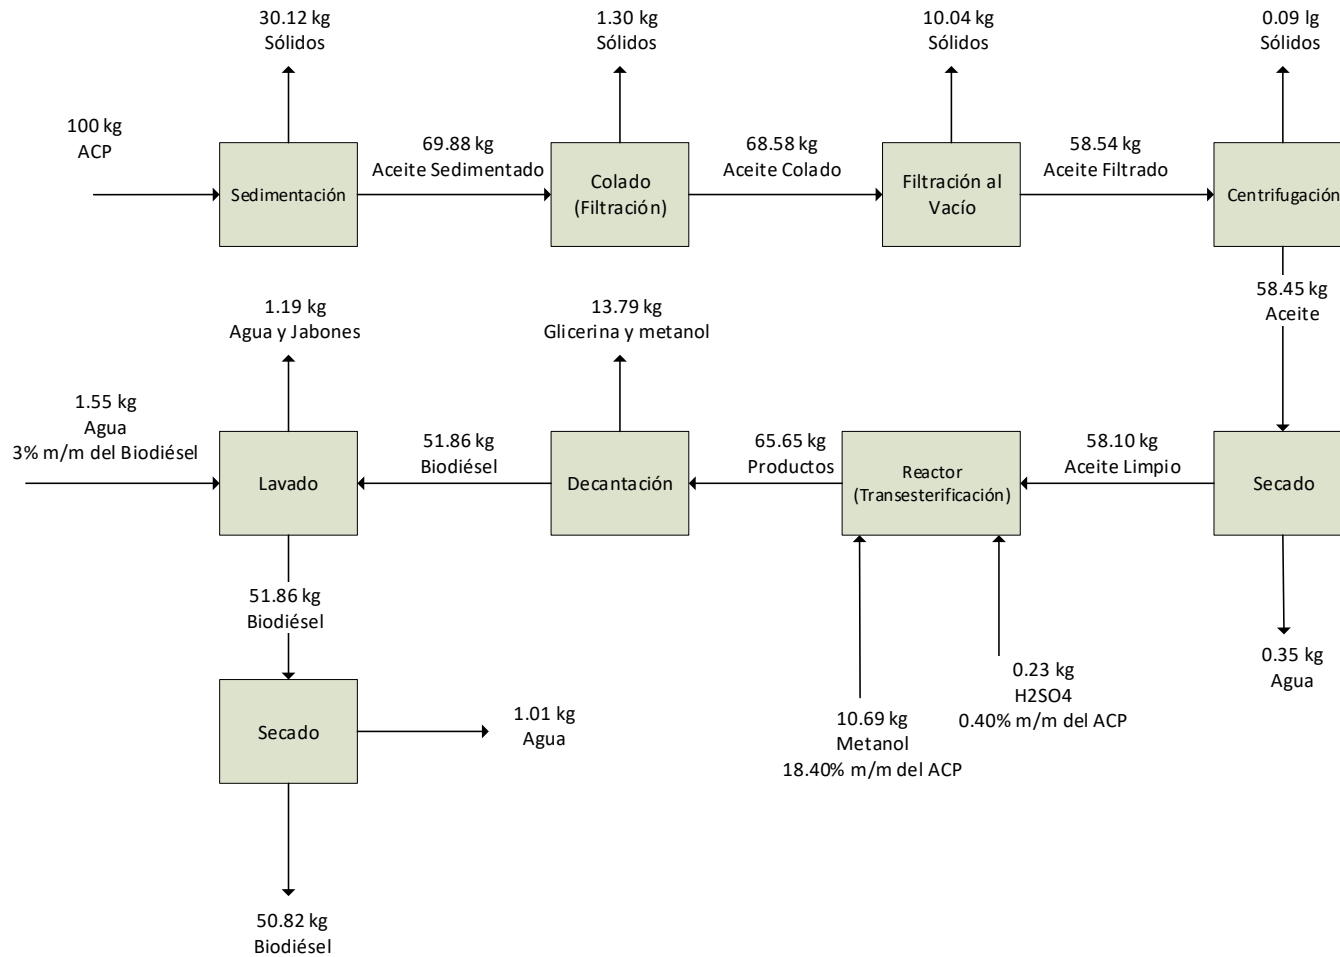 30.12 kg
Sólidos
1.30 kg
Sólidos
10.04 kg
Sólidos
0.09 lg
Sólidos
100 kg
ACP
Sedimentación
69.88 kg
Aceite Sedimentado
Colado
(Filtración)
68.58 kg
Aceite Colado
Filtración al
Vacío
58.54 kg
Aceite Filtrado
Centrifugación
58.45 kg
Aceite
1.19 kg
Agua y Jabones
13.79 kg
Glicerina y metanol
1.55 kg
Agua
3% m/m del Biodiésel
Lavado
51.86 kg
Biodiésel
Decantación
65.65 kg
Productos
Reactor
(Transesterificación)
58.10 kg
Aceite Limpio
Secado
51.86 kg
Biodiésel
0.35 kg
Agua
0.23 kg
H2SO4
0.40% m/m del ACP
10.69 kg
Metanol
18.40% m/m del ACP
Secado
1.01 kg
Agua
50.82 kg
Biodiésel